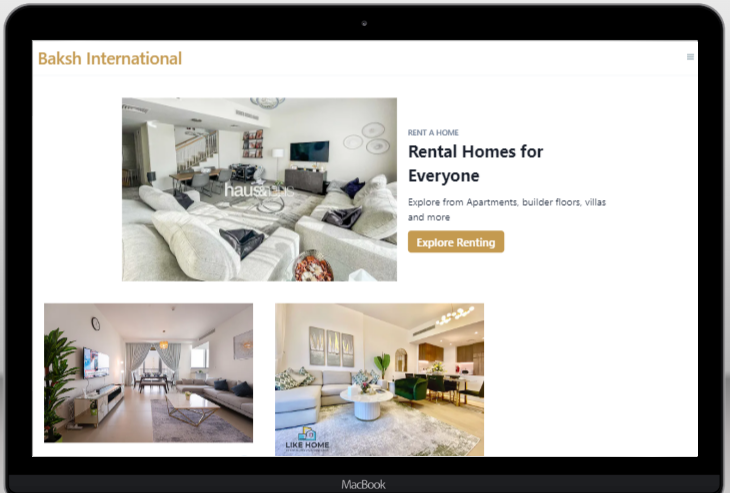 Baksh International
haus&haus
RENT A HOME
Rental Homes for
Everyone
Explore from Apartments, builder floors, villas
and more
Explore Renting
LIKE HOME
MacBook